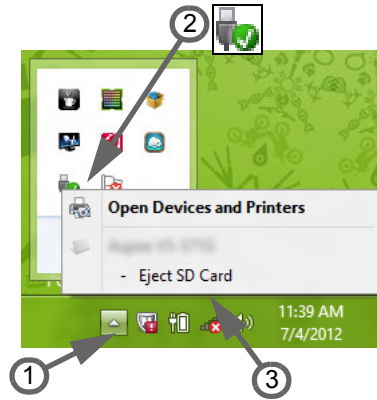 2
Open Devices and Printers
- Eject SD Card
11:39 AM
7/4/2012
1
3